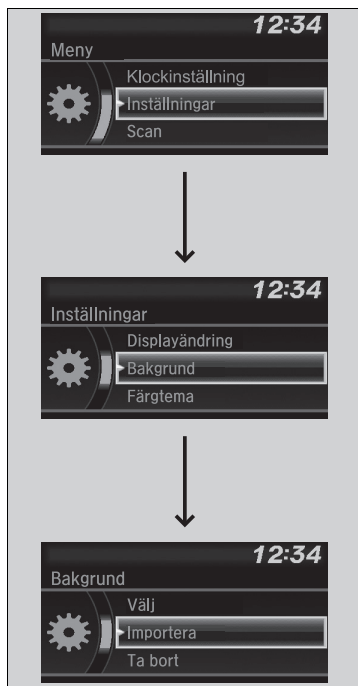 12:34
Meny
Klockinställning
Inställningar
Scan
12:34
Inställningar
Displayändring
Bakgrund
Färgtema
12:34
Bakgrund
Välj
Importera
Ta bort